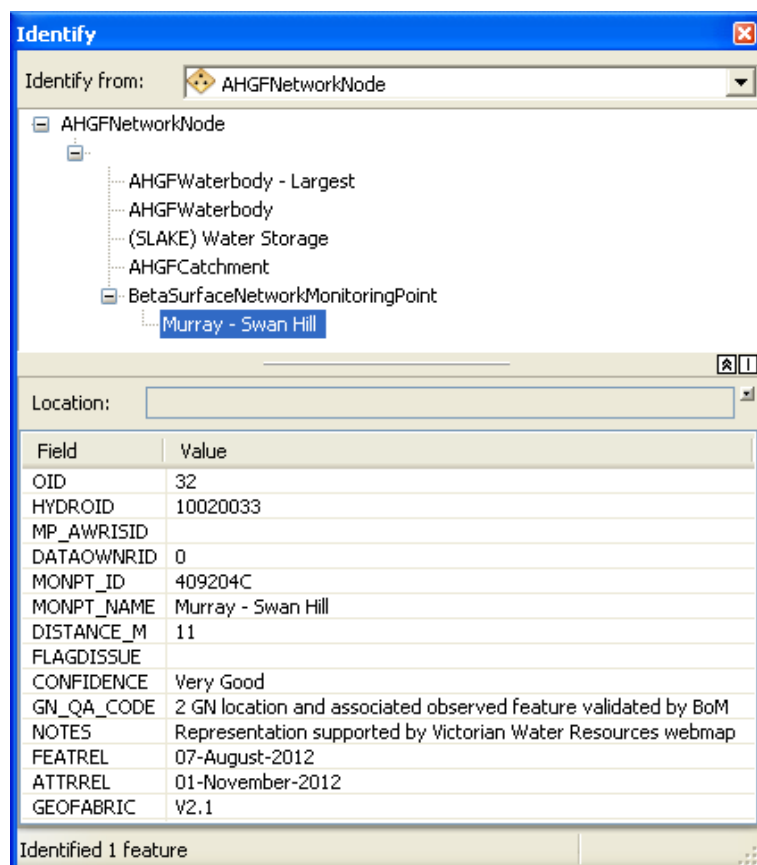 Identify
Identify from: AHGFNetworkNode
AHGFNetworkNode
AHGFWaterbody - Largest
AHGFWaterbody
(SLAKE) Water Storage
AHGFCatchment
BetaSurfaceNetworkMonitoringPoint
Murray - Swan Hill
Location:
Field Value
OID 32
HYDROID 10020033
MP_AWRISID
DATAOWNRID 0
MONPT_ID 409204C
MONPT_NAME Murray - Swan Hill
DISTANCE_M 11
FLAGDISSUE
CONFIDENCE Very Good
GN_QA_CODE 2 GN location and associated observed feature validated by BoM
NOTES Representation supported by Victorian Water Resources webmap
FEATREL 07-August-2012
ATTRREL 01-November-2012
GEOFABRIC V2.1
Identified 1 feature